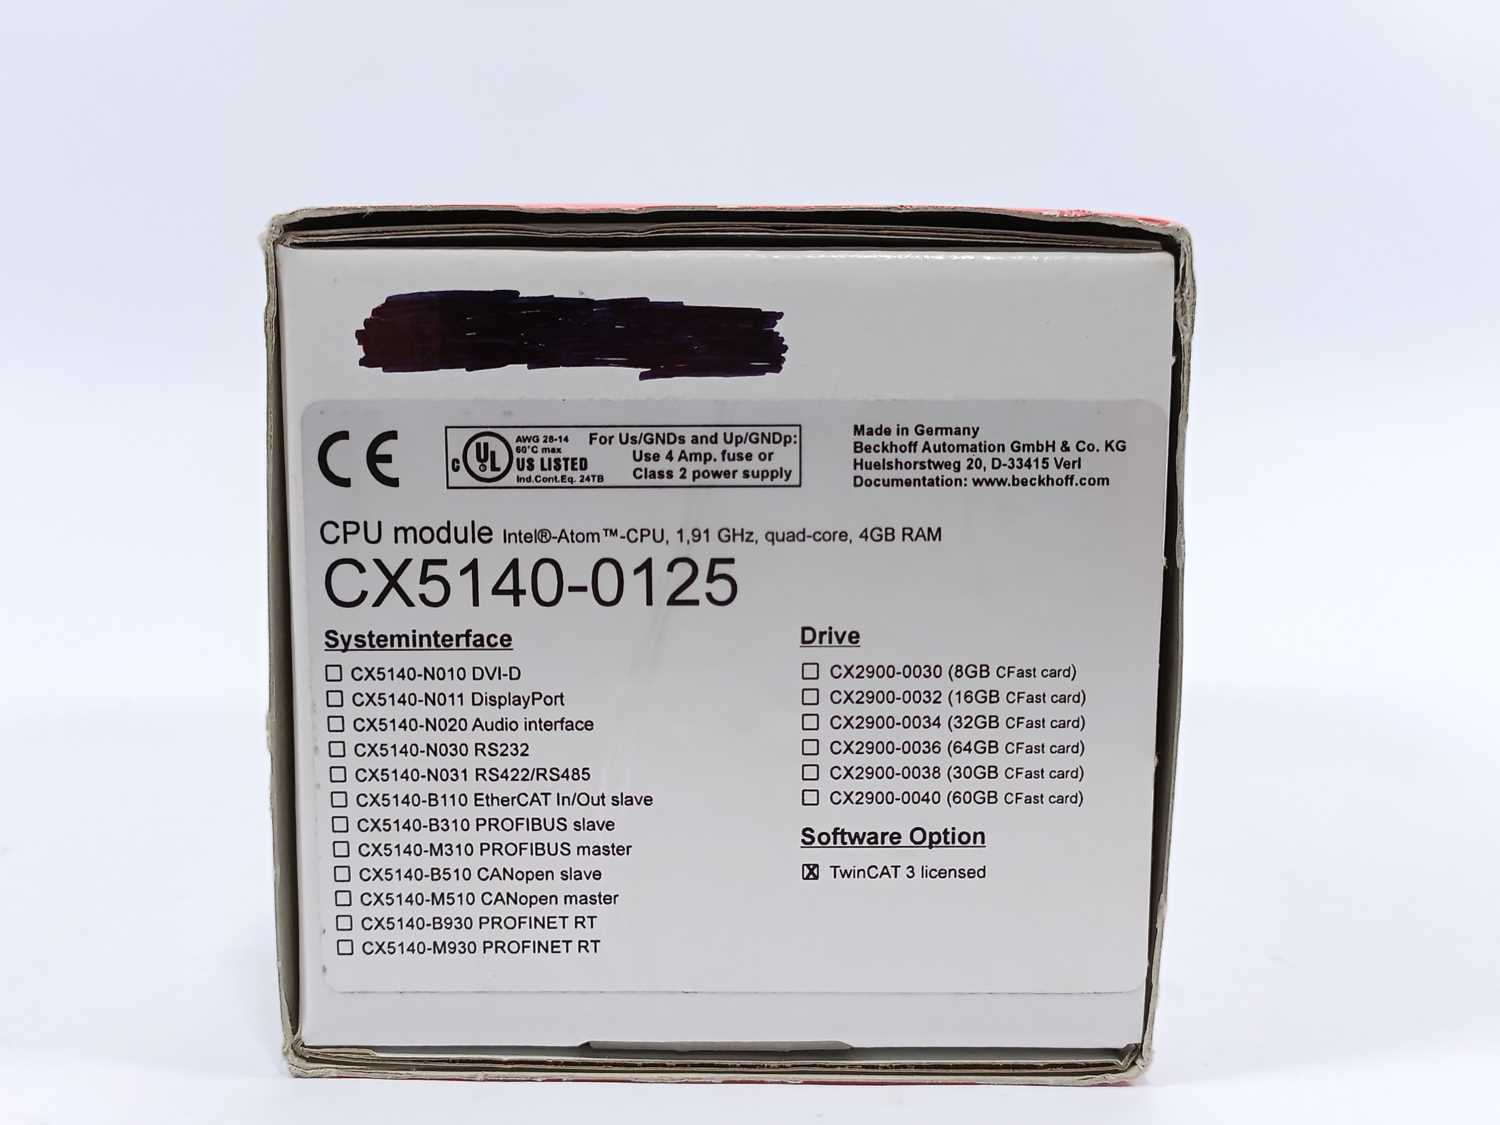 CE
C UL US LISTED
AWG 28-14
60°C max
Ind.Cont.Eq. 24TB
For Us/GNDs and Up/GNDp:
Use 4 Amp. fuse or
Class 2 power supply
Made in Germany
Beckhoff Automation GmbH & Co. KG
Huelshorstweg 20, D-33415 Verl
Documentation: www.beckhoff.com
CPU module Intel®-Atom™-CPU, 1,91 GHz, quad-core, 4GB RAM
CX5140-0125
Systeminterface
CX5140-N010 DVI-D
CX5140-N011 DisplayPort
CX5140-N020 Audio interface
CX5140-N030 RS232
CX5140-N031 RS422/RS485
CX5140-B110 EtherCAT In/Out slave
CX5140-B310 PROFIBUS slave
CX5140-M310 PROFIBUS master
CX5140-B510 CANopen slave
CX5140-M510 CANopen master
CX5140-B930 PROFINET RT
CX5140-M930 PROFINET RT
Drive
CX2900-0030 (8GB CFast card)
CX2900-0032 (16GB CFast card)
CX2900-0034 (32GB CFast card)
CX2900-0036 (64GB CFast card)
CX2900-0038 (30GB CFast card)
CX2900-0040 (60GB CFast card)
Software Option
TwinCAT 3 licensed